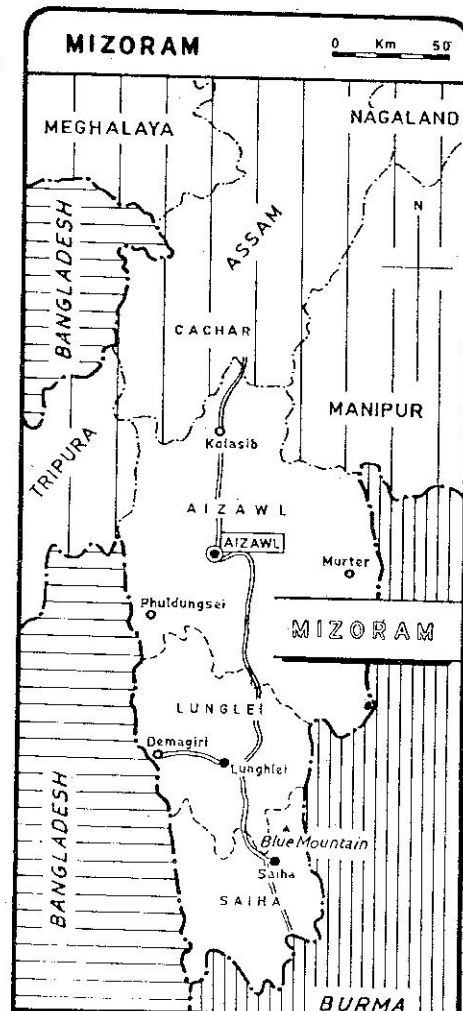 MIZORAM
0 Km 50
MEGHALAYA
NAGALAND
N
BANGLADESH
ASSAM
CACHAR
MANIPUR
Kolasib
TRIPURA
AIZAWL
AIZAWL
Murter
Phuldungsei
MIZORAM
LUNGLEI
Demagiri
Lunghlei
BANGLADESH
Blue Mountain
Saiha
SAIHA
BURMA